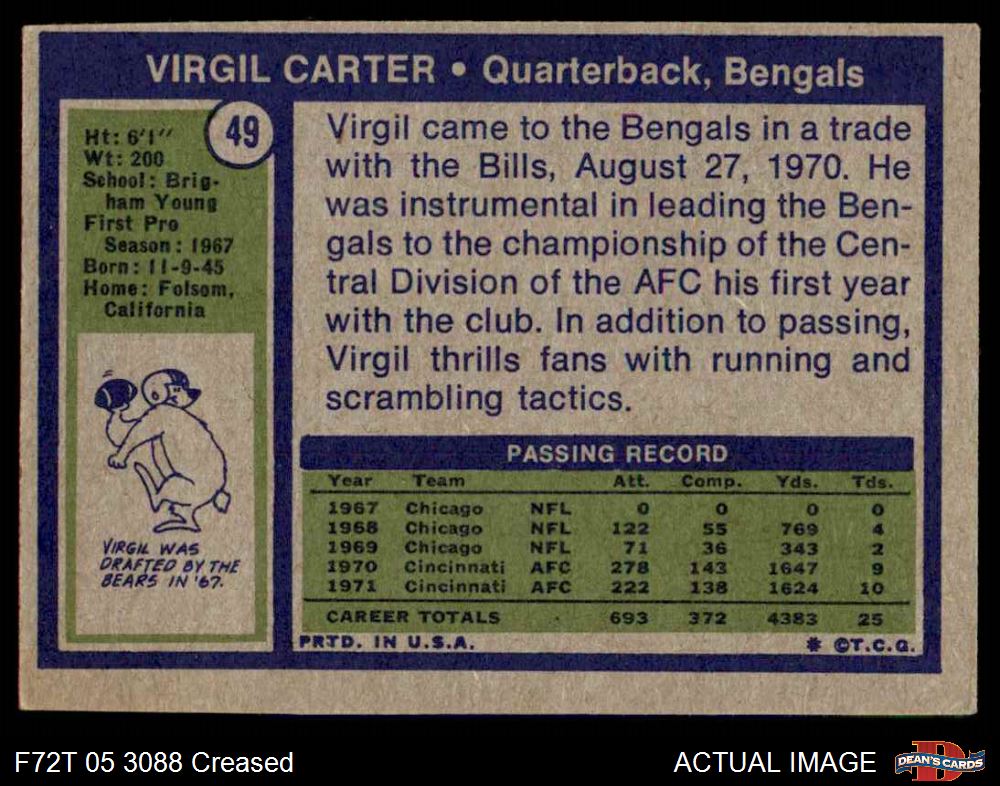 VIRGIL CARTER • Quarterback, Bengals
49
Ht: 6'1"
Wt: 200
School: Brig-
ham Young
First Pro
Season: 1967
Born: 11-9-45
Home: Folsom,
California
VIRGIL WAS
DRAFTED BY THE
BEARS IN '67.
Virgil came to the Bengals in a trade
with the Bills, August 27, 1970. He
was instrumental in leading the Ben-
gals to the championship of the Cen-
tral Division of the AFC his first year
with the club. In addition to passing,
Virgil thrills fans with running and
scrambling tactics.
PASSING RECORD
Year Team Att. Comp. Yds. Tds.
1967 Chicago NFL 0 0 0 0
1968 Chicago NFL 122 55 769 4
1969 Chicago NFL 71 36 343 2
1970 Cincinnati AFC 278 143 1647 9
1971 Cincinnati AFC 222 138 1624 10
CAREER TOTALS 693 372 4383 25
PRTD. IN U.S.A. * ©T.C.G.
F72T 05 3088 Creased
ACTUAL IMAGE
D
DEAN'S CARDS